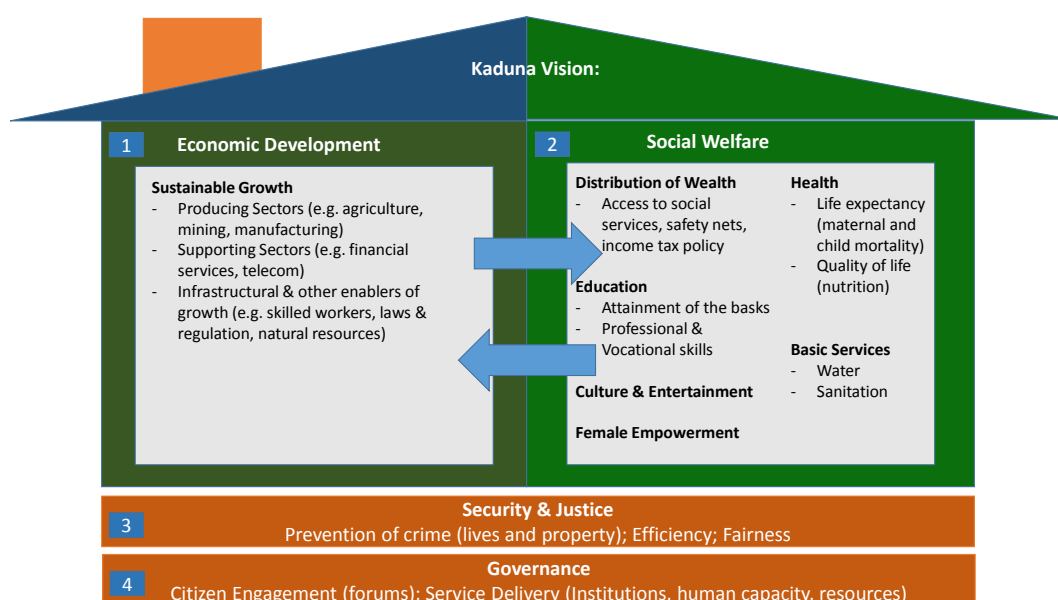 Kaduna Vision:
1
Economic Development
Sustainable Growth
- Producing Sectors (e.g. agriculture,
mining, manufacturing)
- Supporting Sectors (e.g. financial
services, telecom)
- Infrastructural & other enablers of
growth (e.g. skilled workers, laws &
regulation, natural resources)
2
Social Welfare
Distribution of Wealth
- Access to social
services, safety nets,
income tax policy
Education
- Attainment of the basks
- Professional &
Vocational skills
Culture & Entertainment
Female Empowerment
Health
- Life expectancy
(maternal and
child mortality)
- Quality of life
(nutrition)
Basic Services
- Water
- Sanitation
3
Security & Justice
Prevention of crime (lives and property); Efficiency; Fairness
4
Governance
Citizen Engagement (forums); Service Delivery (Institutions, human capacity, resources)